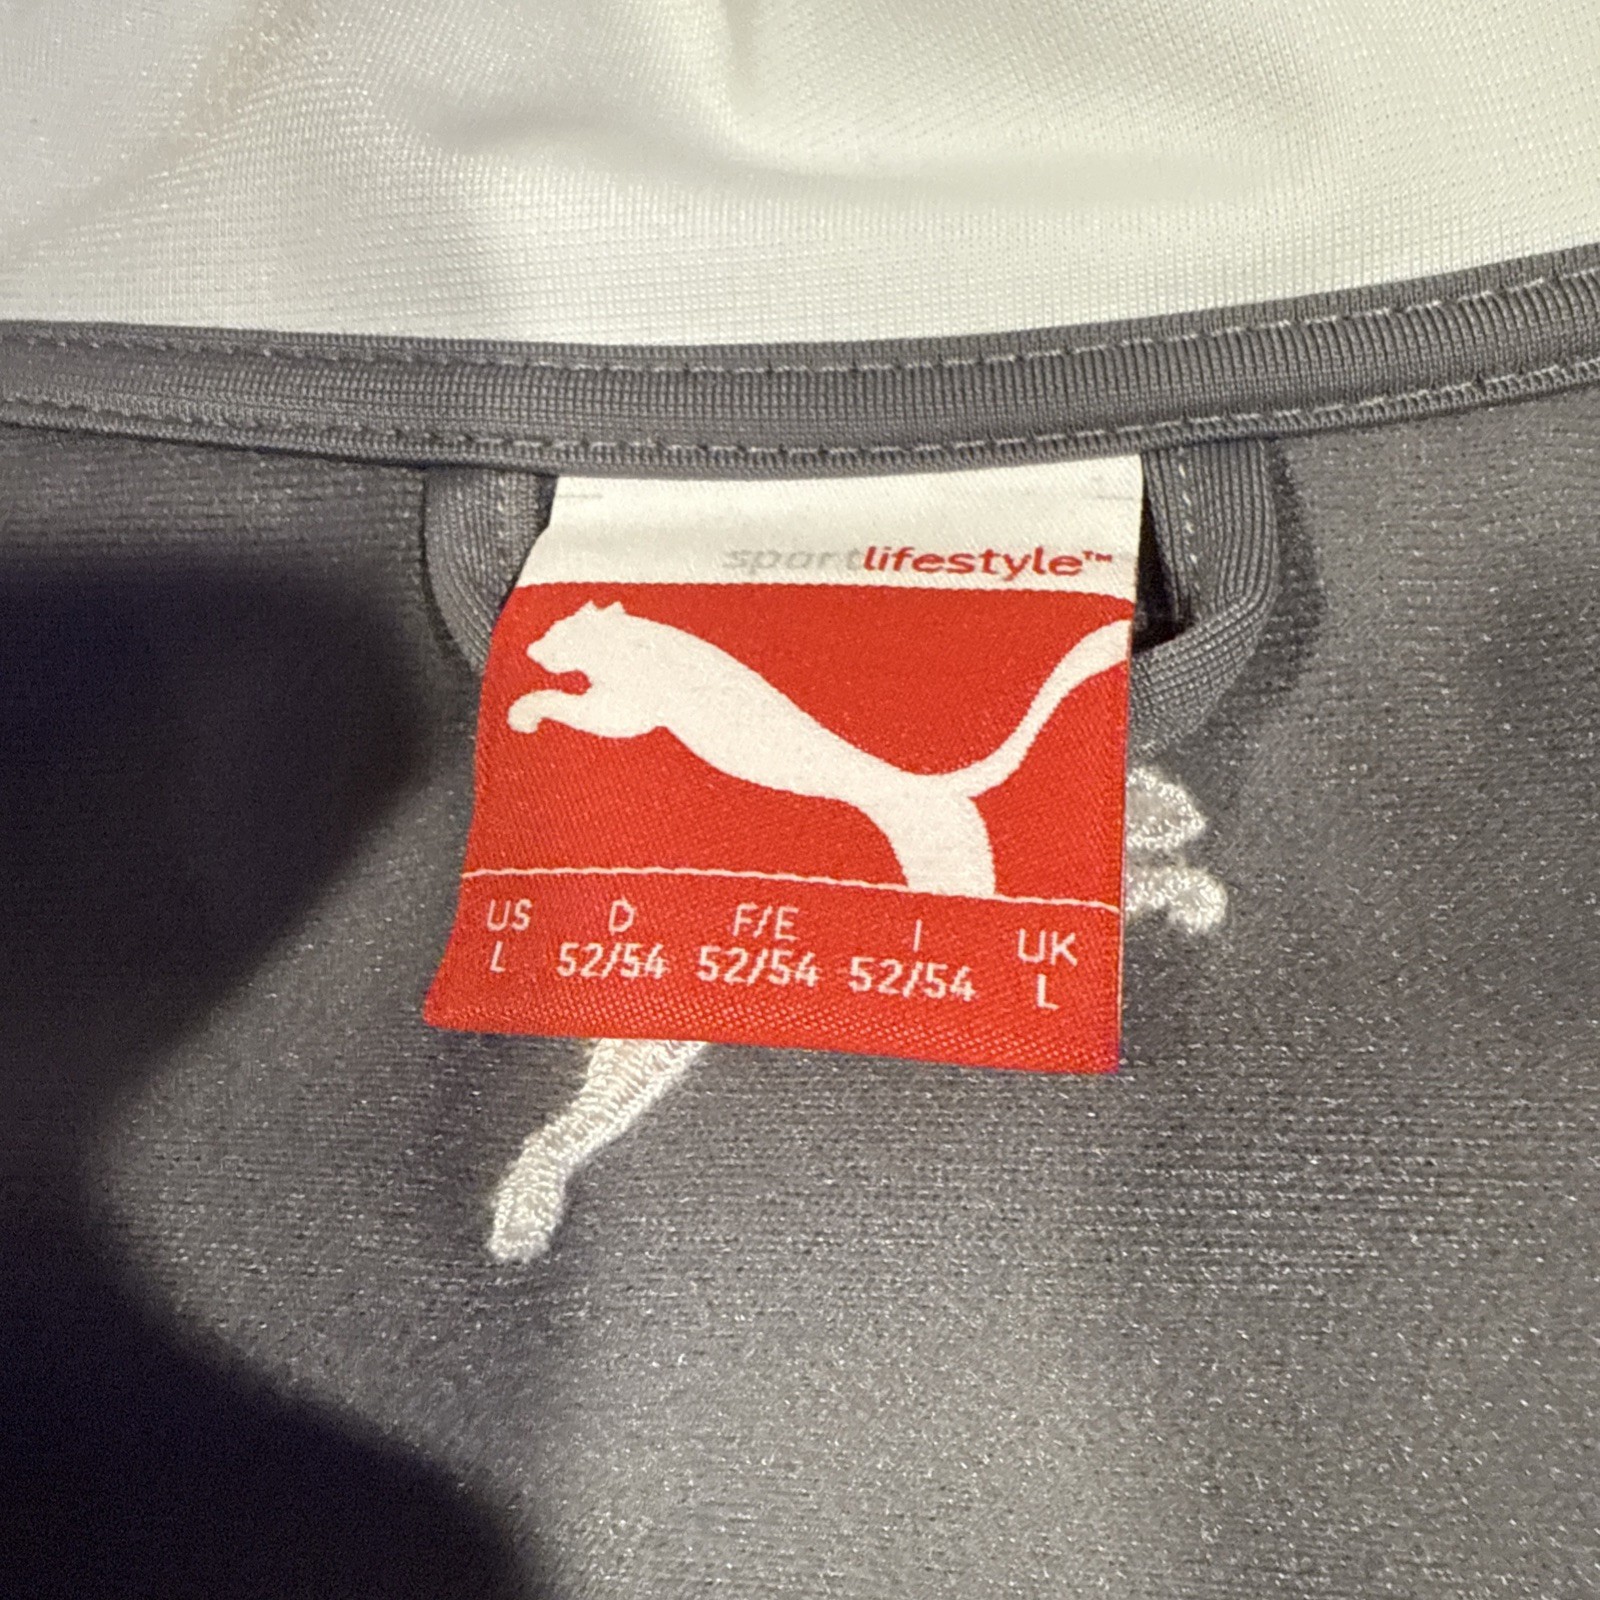 sportlifestyle™
US D F/E I UK
L 52/54 52/54 52/54 L